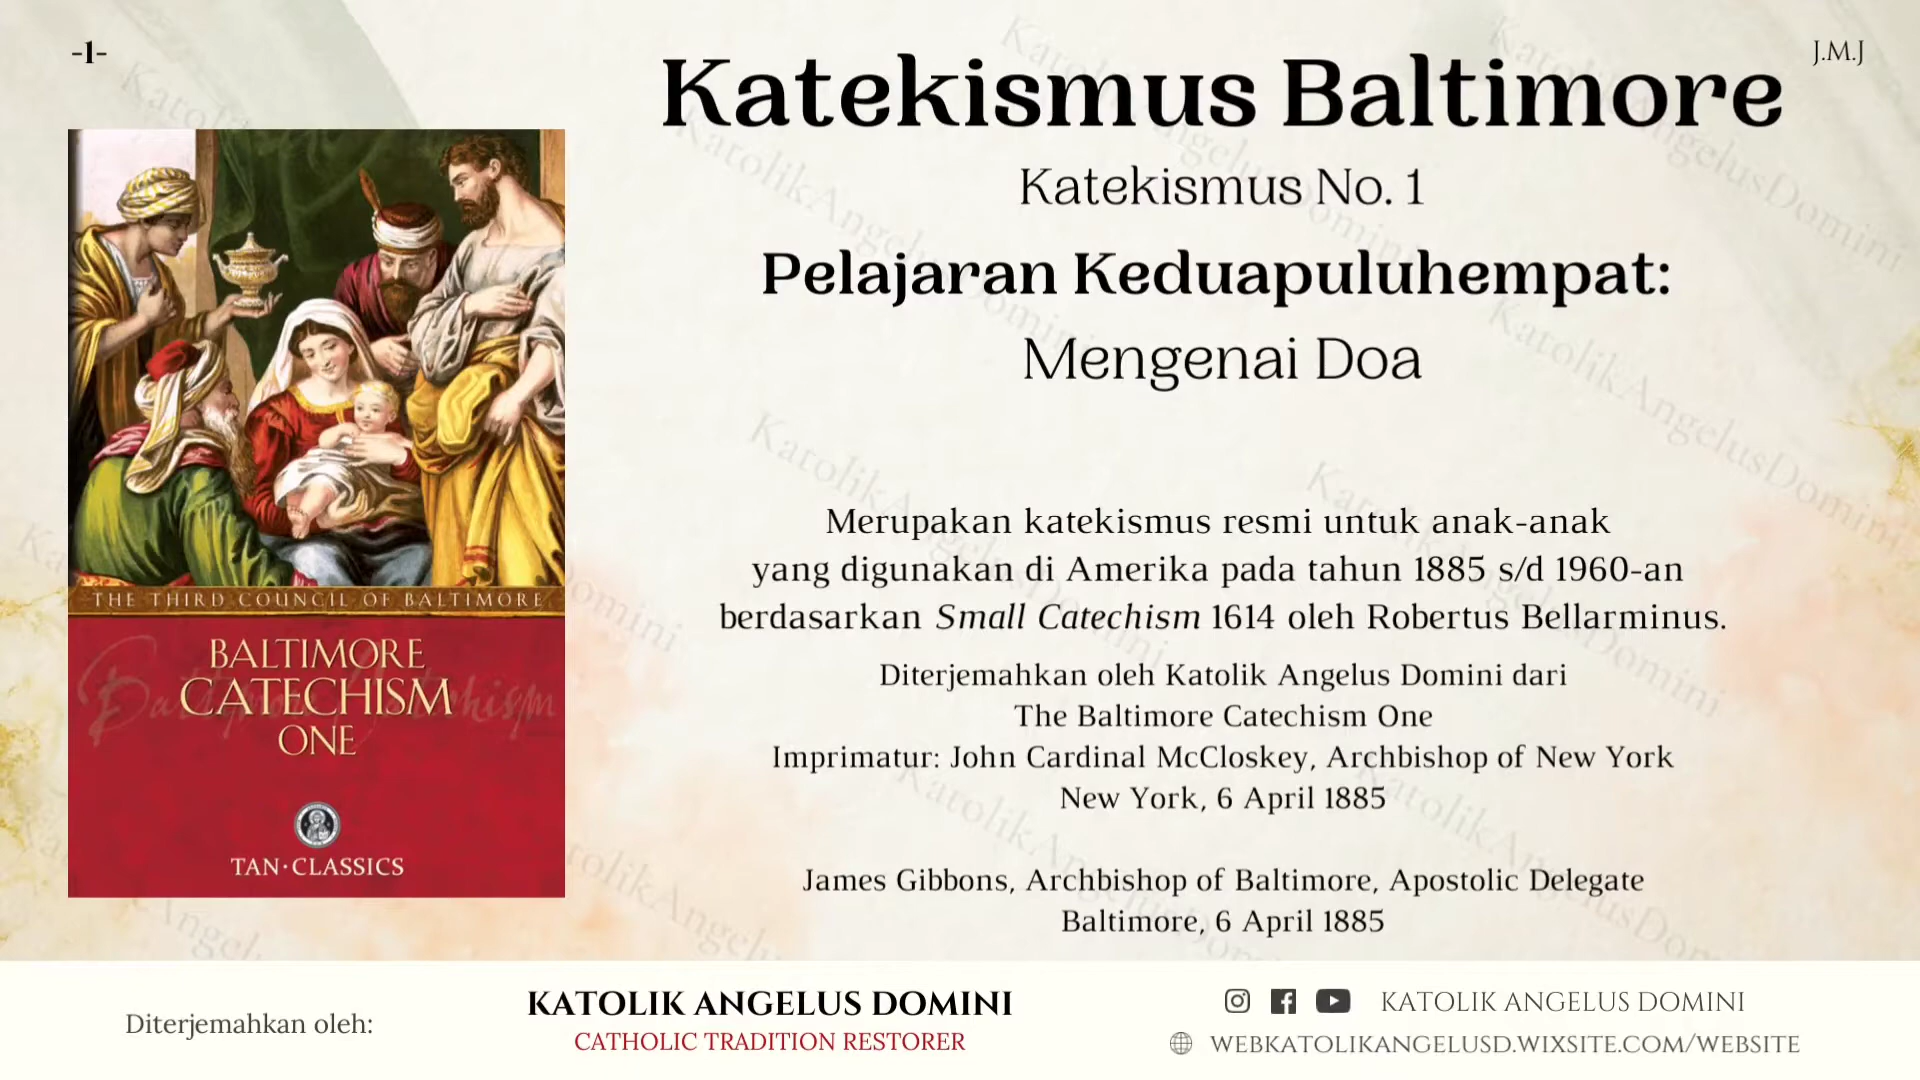 -1-
J.M.J
Katekismus Baltimore
Katekismus No. 1
Pelajaran Keduapuluhempat:
Mengenai Doa
THE THIRD COUNCIL OF BALTIMORE
BALTIMORE
CATECHISM
ONE
TAN·CLASSICS
Merupakan katekismus resmi untuk anak-anak
yang digunakan di Amerika pada tahun 1885 s/d 1960-an
berdasarkan Small Catechism 1614 oleh Robertus Bellarminus.
Diterjemahkan oleh Katolik Angelus Domini dari
The Baltimore Catechism One
Imprimatur: John Cardinal McCloskey, Archbishop of New York
New York, 6 April 1885
James Gibbons, Archbishop of Baltimore, Apostolic Delegate
Baltimore, 6 April 1885
Diterjemahkan oleh:
KATOLIK ANGELUS DOMINI
CATHOLIC TRADITION RESTORER
KATOLIK ANGELUS DOMINI
WEBKATOLIKANGELUSD.WIXSITE.COM/WEBSITE